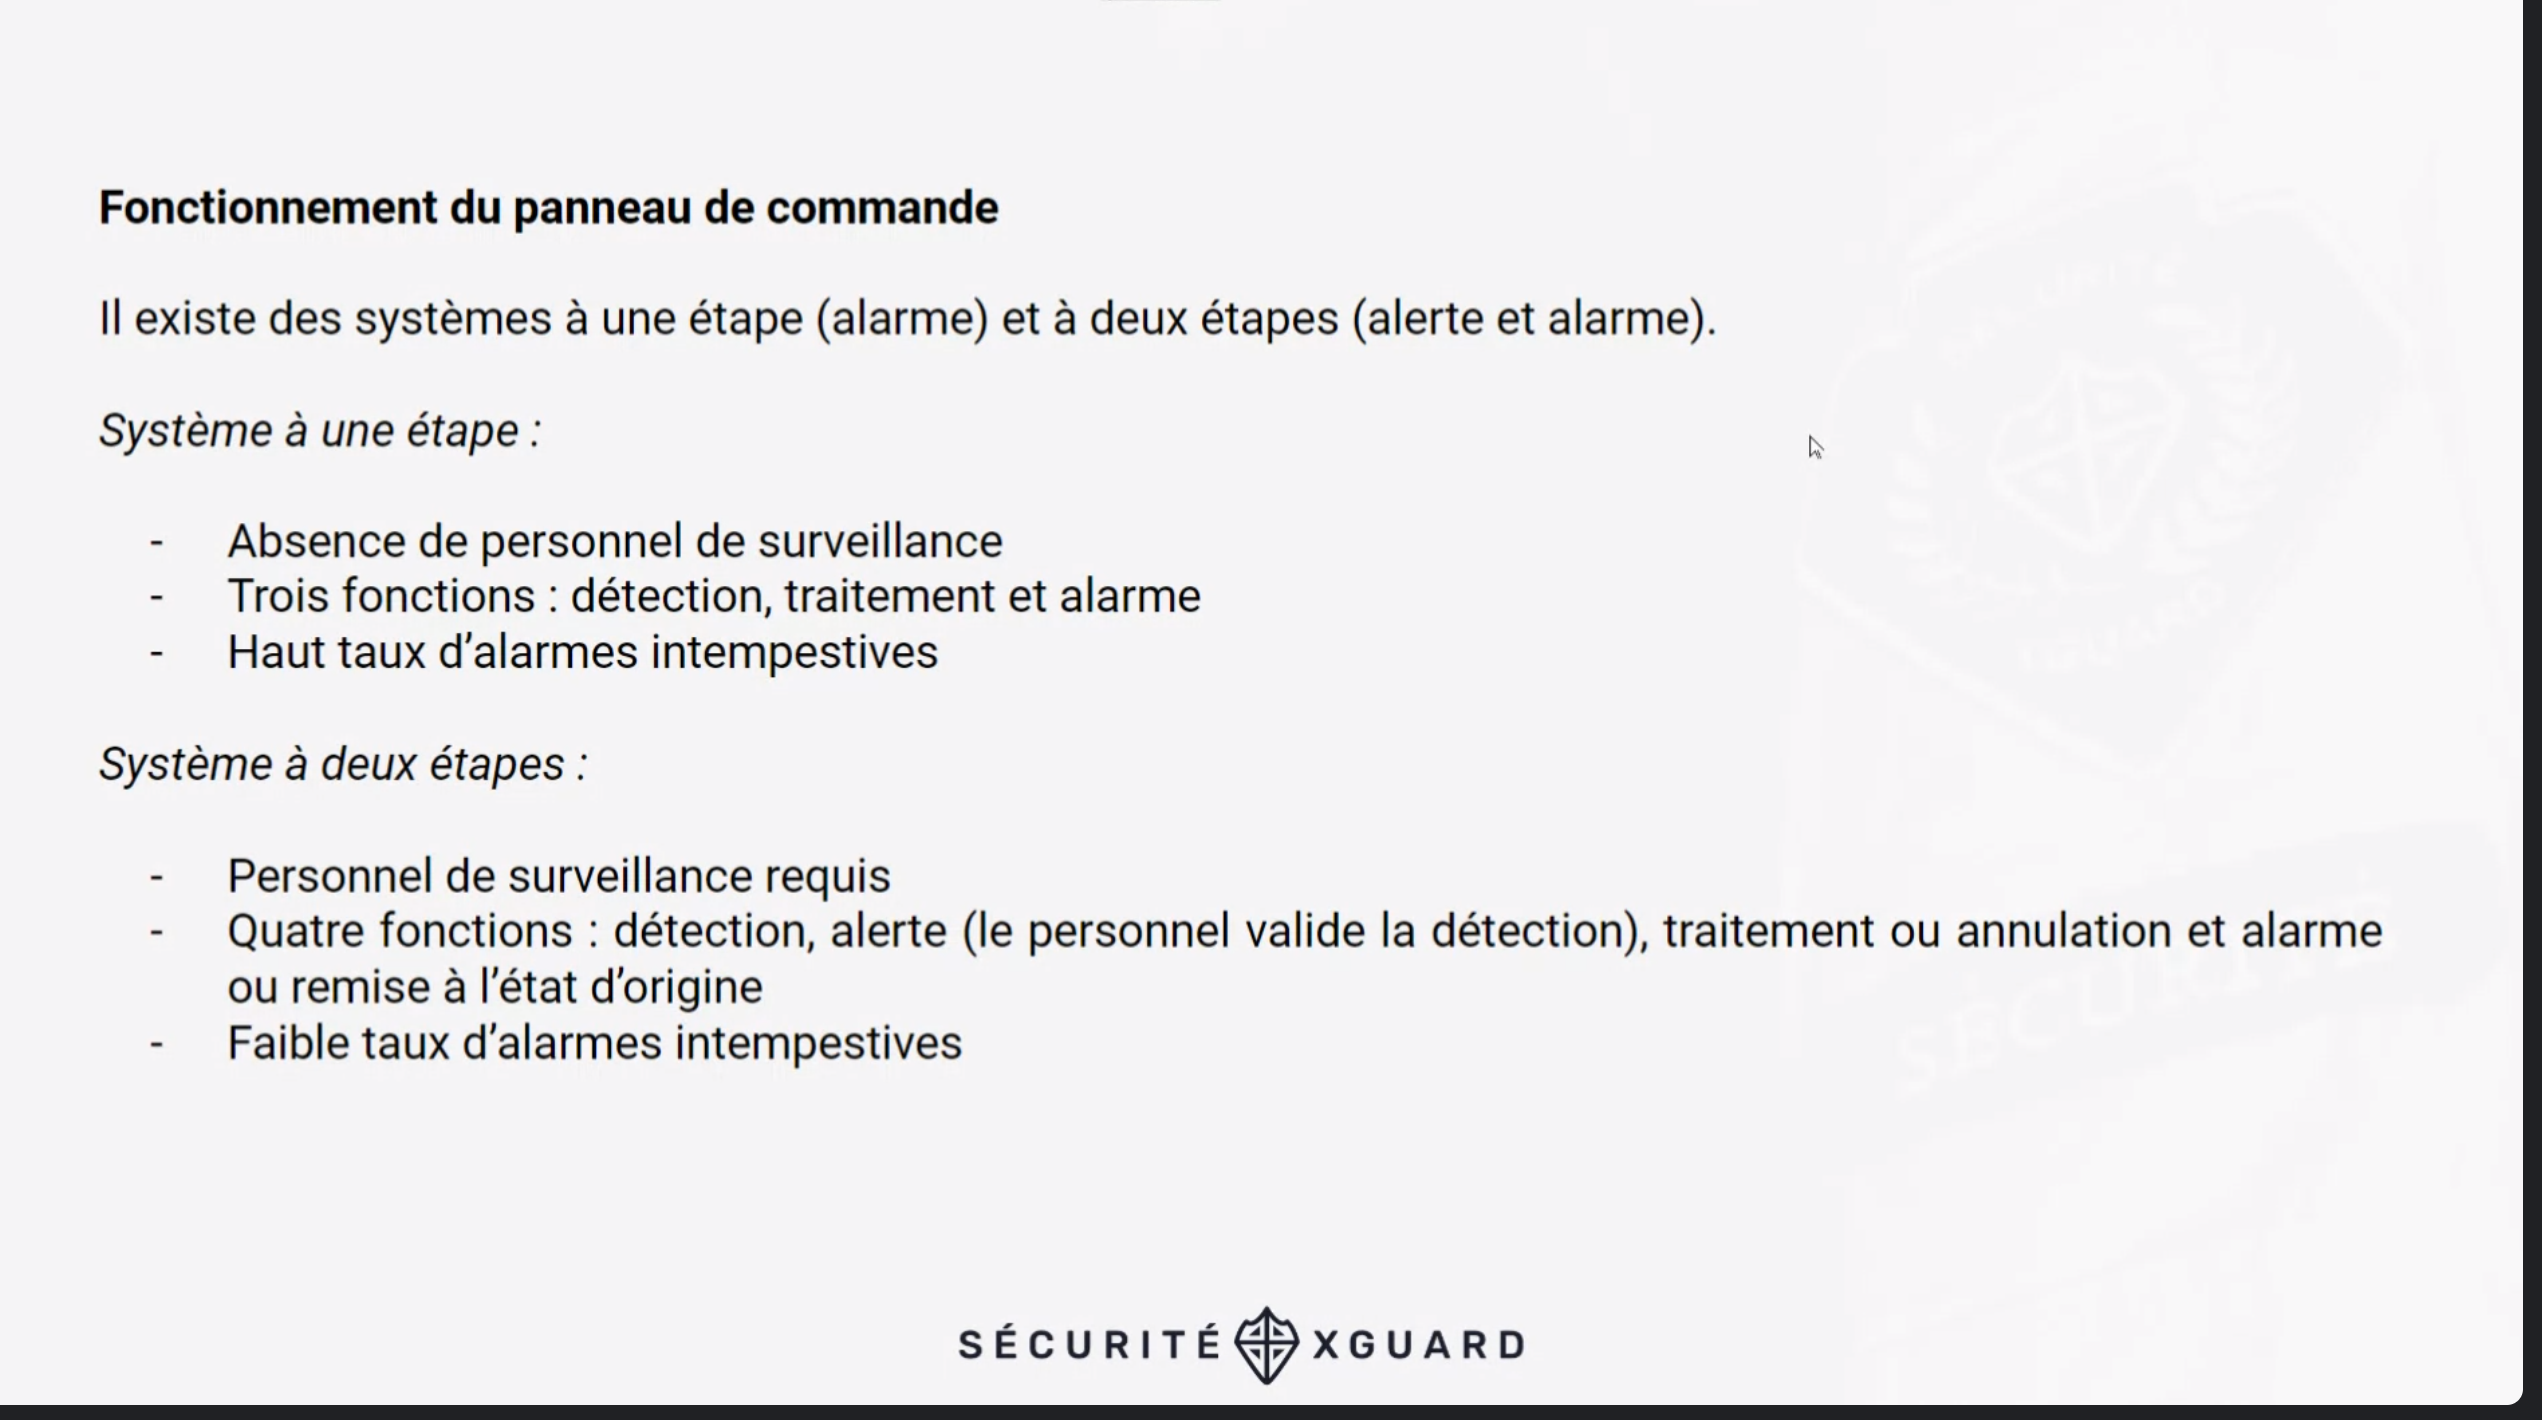 Fonctionnement du panneau de commande
Il existe des systèmes à une étape (alarme) et à deux étapes (alerte et alarme).
Système à une étape :
- Absence de personnel de surveillance
- Trois fonctions : détection, traitement et alarme
- Haut taux d’alarmes intempestives
Système à deux étapes :
- Personnel de surveillance requis
- Quatre fonctions : détection, alerte (le personnel valide la détection), traitement ou annulation et alarme
ou remise à l’état d’origine
- Faible taux d’alarmes intempestives
SÉCURITÉ
SÉCURITÉ XGUARD